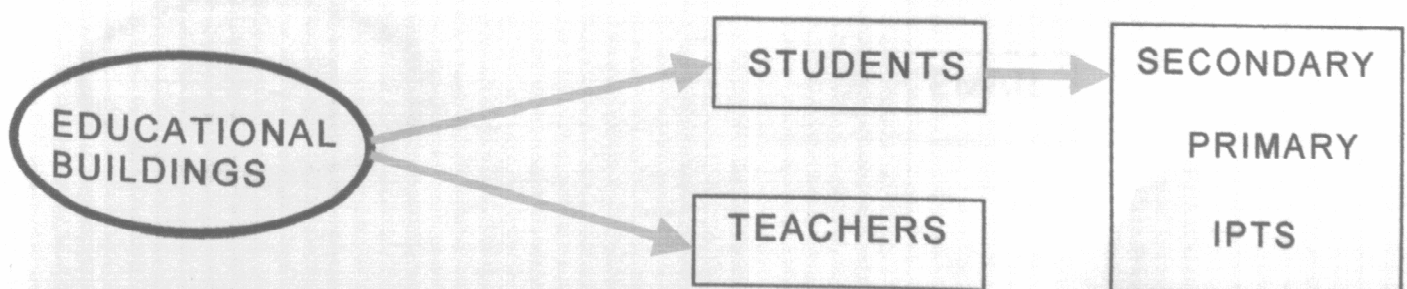 EDUCATIONAL
BUILDINGS
STUDENTS
TEACHERS
SECONDARY
PRIMARY
IPTS